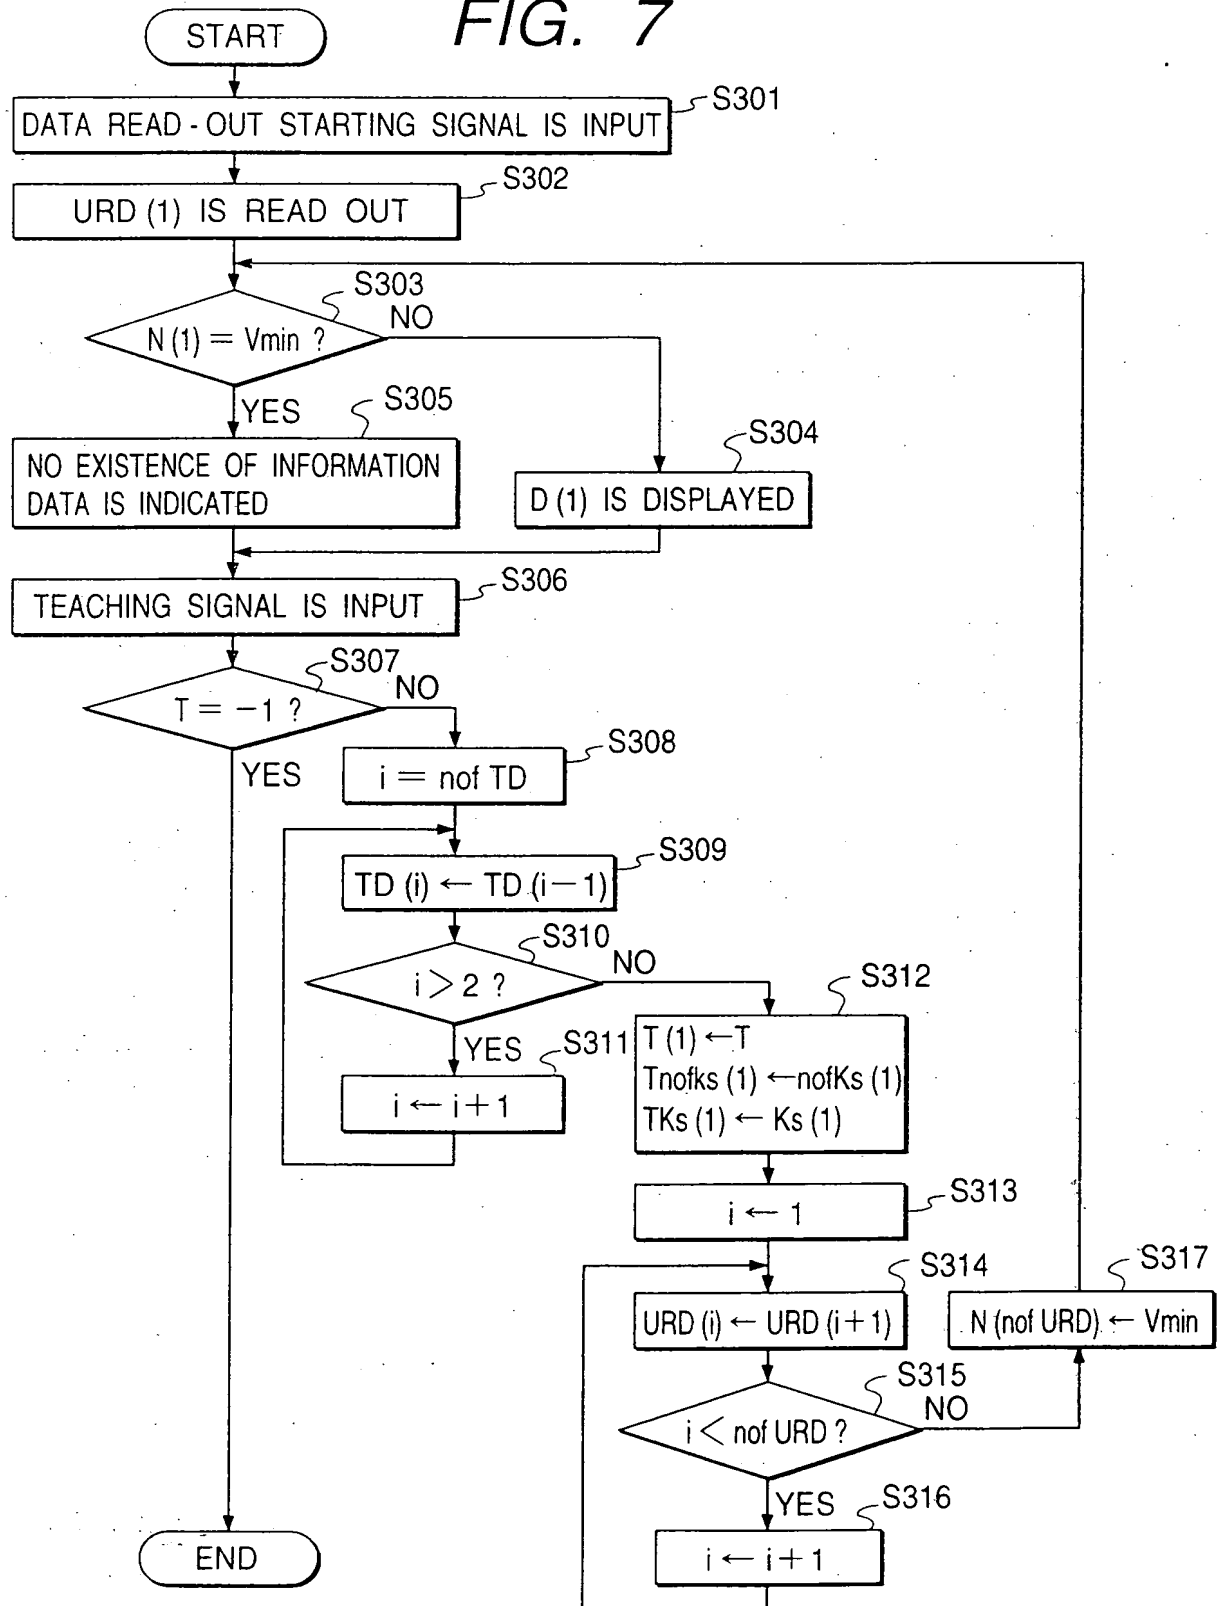 FIG. 7
START
S301
DATA READ-OUT STARTING SIGNAL IS INPUT
S302
URD (1) IS READ OUT
S303
N (1) = Vmin ?
NO
YES
S305
NO EXISTENCE OF INFORMATION
DATA IS INDICATED
S304
D (1) IS DISPLAYED
S306
TEACHING SIGNAL IS INPUT
S307
T = −1 ?
NO
YES
S308
i = nof TD
S309
TD (i) ← TD (i−1)
S310
i > 2 ?
NO
YES
S311
i ← i+1
S312
T (1) ← T
Tnofks (1) ← nofKs (1)
TKs (1) ← Ks (1)
S313
i ← 1
S314
URD (i) ← URD (i+1)
S317
N (nof URD) ← Vmin
S315
i < nof URD ?
NO
YES
S316
i ← i+1
END